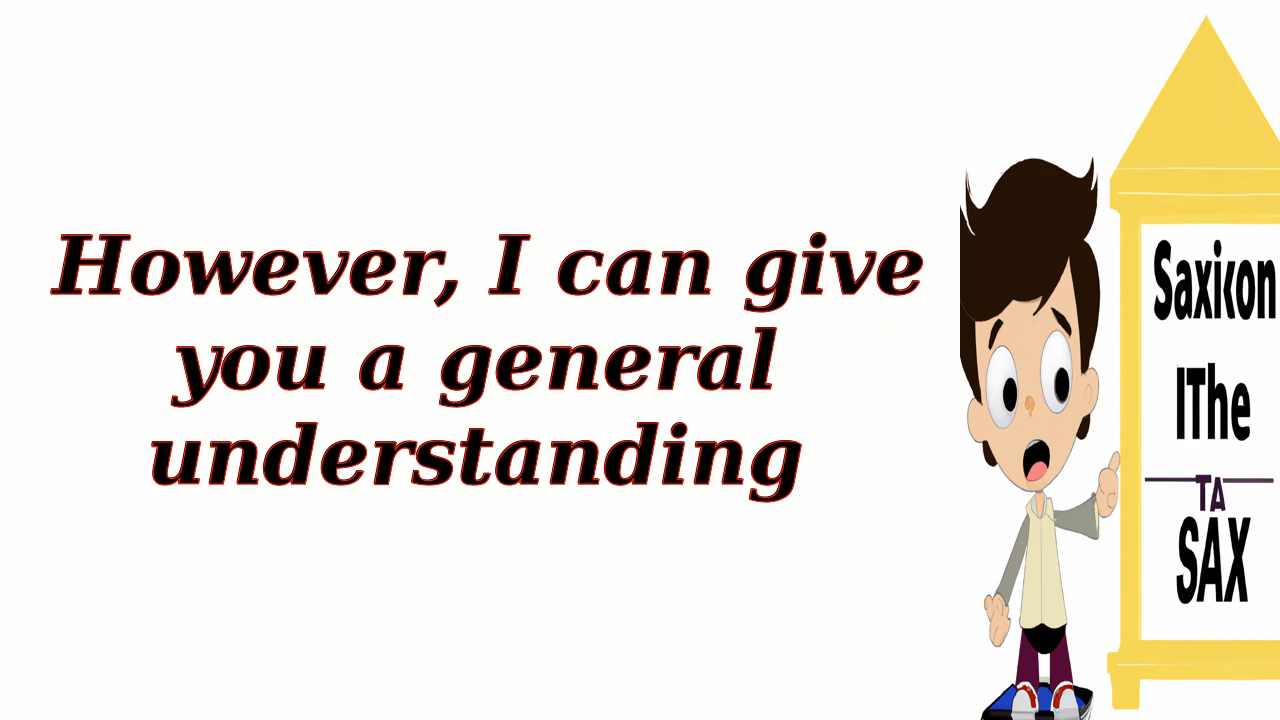 However, I can give
you a general
understanding
Saxikon
IThe
TA
SAX